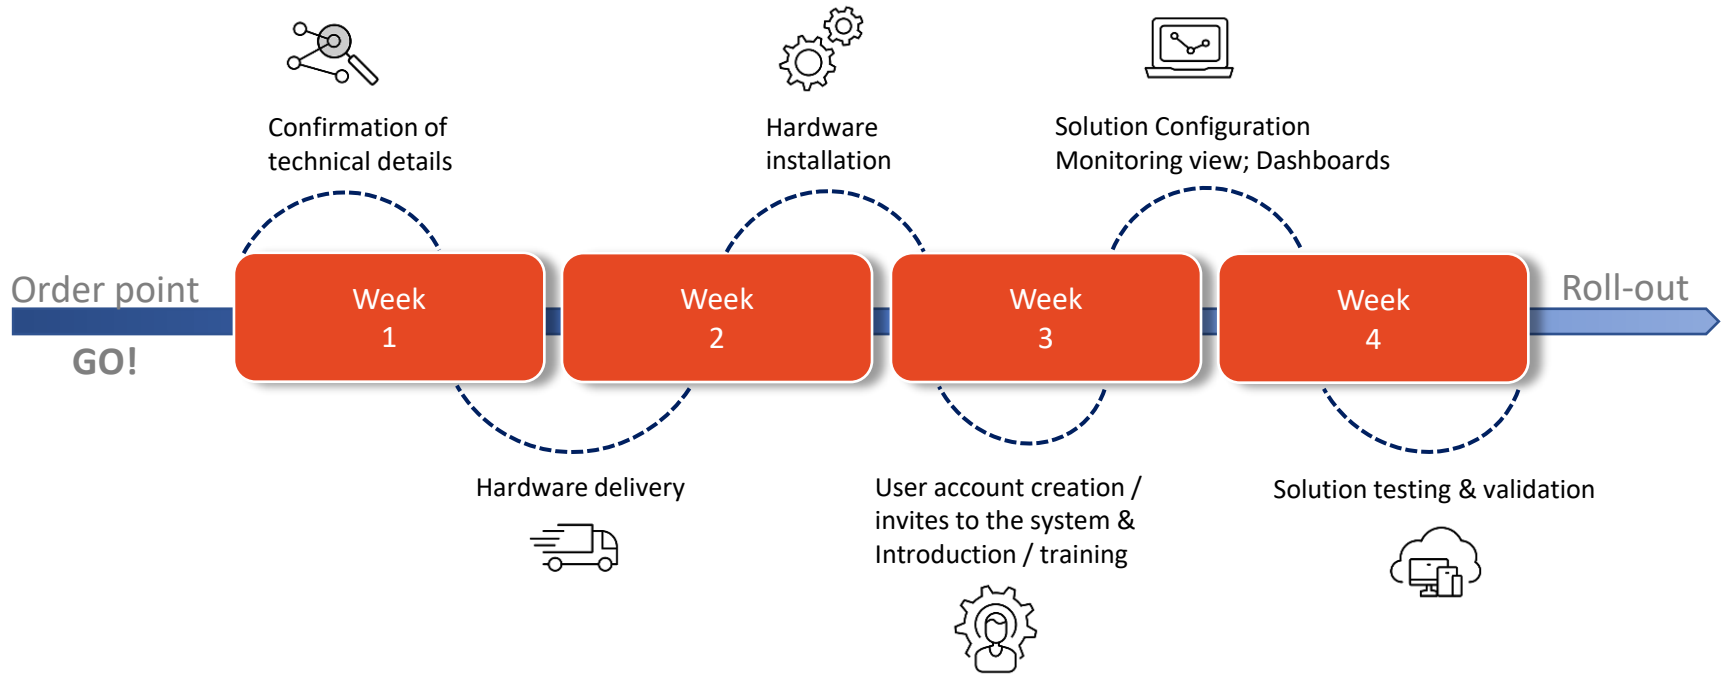 Confirmation of
technical details
Hardware
installation
Solution Configuration
Monitoring view; Dashboards
Order point
GO!
Week
1
Week
2
Week
3
Week
4
Roll-out
Hardware delivery
User account creation /
invites to the system &
Introduction / training
Solution testing & validation